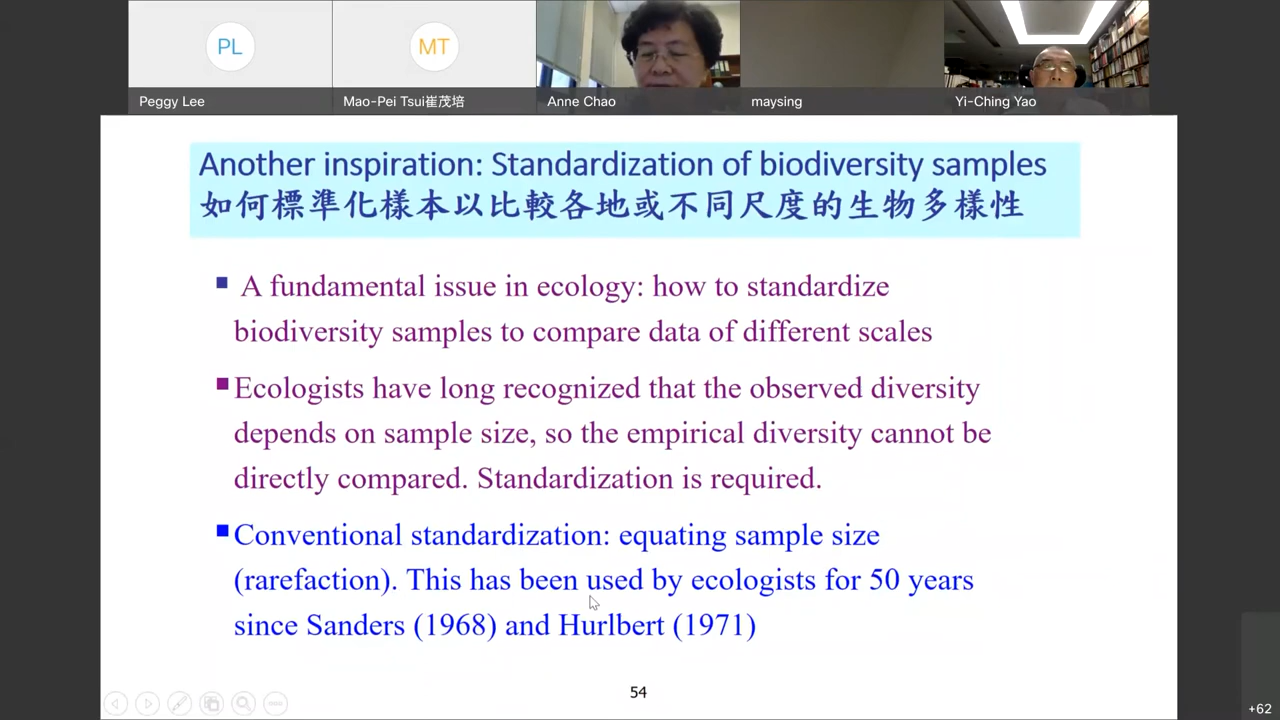 PL
MT
Peggy Lee
Mao-Pei Tsui崔茂培
Anne Chao
maysing
Yi-Ching Yao
Another inspiration: Standardization of biodiversity samples
如何標準化樣本以比較各地或不同尺度的生物多樣性
A fundamental issue in ecology: how to standardize
biodiversity samples to compare data of different scales
Ecologists have long recognized that the observed diversity
depends on sample size, so the empirical diversity cannot be
directly compared. Standardization is required.
Conventional standardization: equating sample size
(rarefaction). This has been used by ecologists for 50 years
since Sanders (1968) and Hurlbert (1971)
54
+62